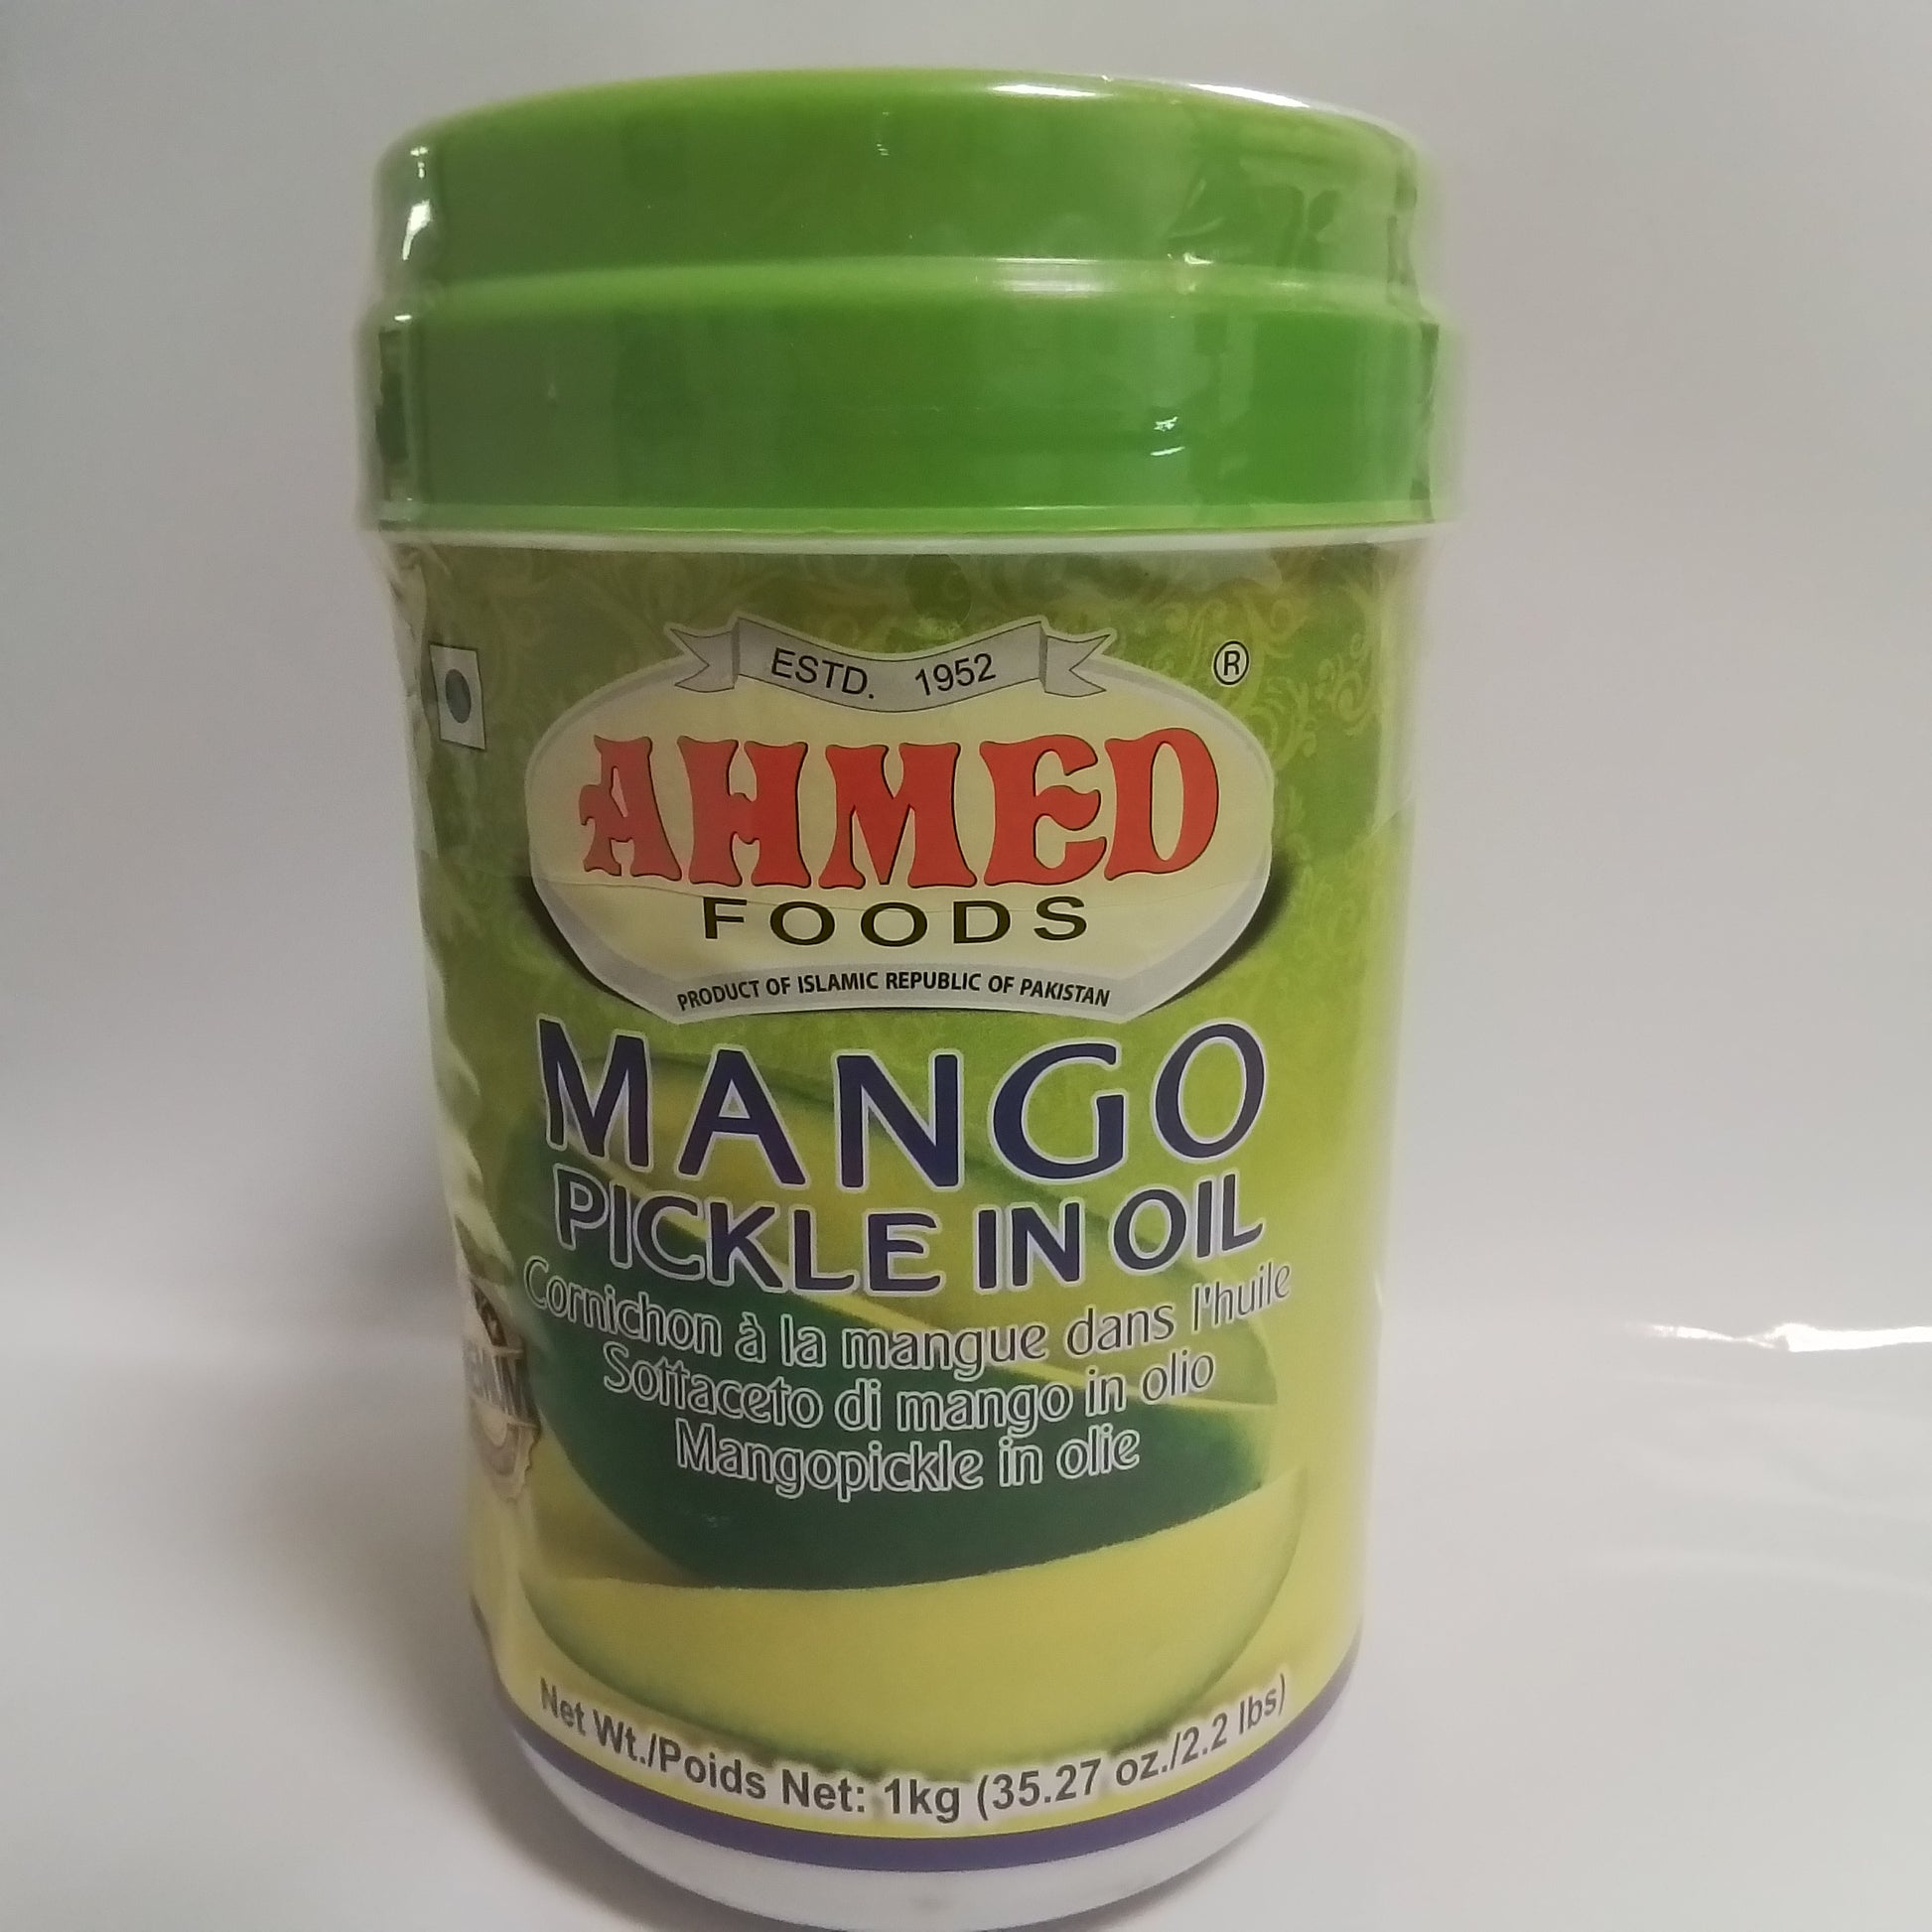 ESTD. 1952
®
AHMED
FOODS
PRODUCT OF ISLAMIC REPUBLIC OF PAKISTAN
MANGO
PICKLE IN OIL
Cornichon à la mangue dans l'huile
Sottaceto di mango in olio
Mangopickle in olie
Net Wt./Poids Net: 1kg (35.27 oz./2.2 lbs)